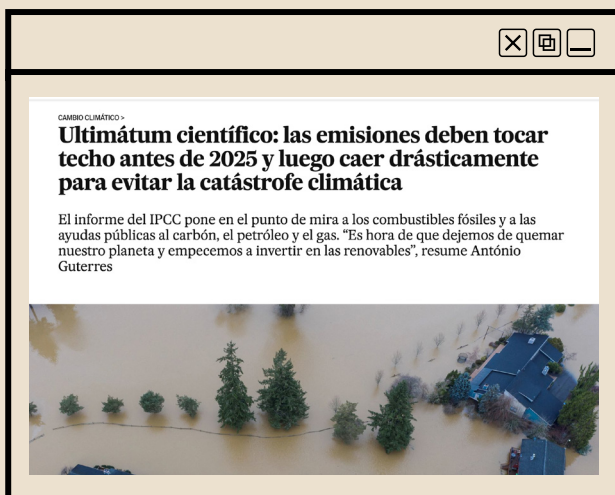 CAMBIO CLIMÁTICO >
Ultimátum científico: las emisiones deben tocar
techo antes de 2025 y luego caer drásticamente
para evitar la catástrofe climática
El informe del IPCC pone en el punto de mira a los combustibles fósiles y a las
ayudas públicas al carbón, el petróleo y el gas. “Es hora de que dejemos de quemar
nuestro planeta y empecemos a invertir en las renovables”, resume António
Guterres